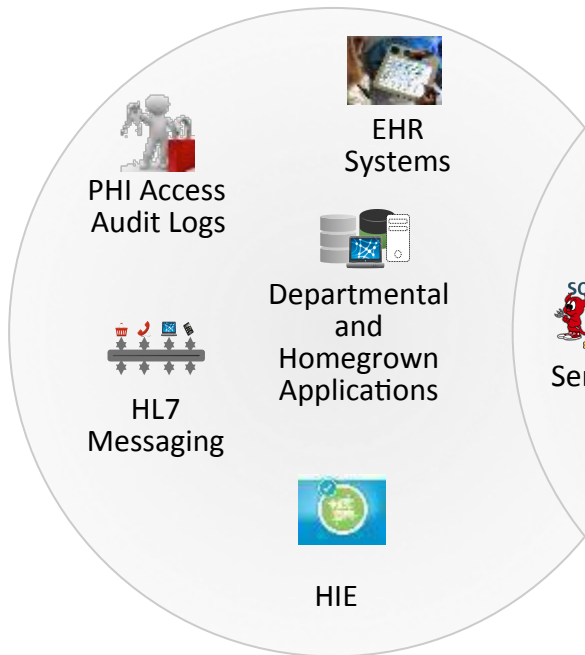 EHR
Systems
PHI Access
Audit Logs
Departmental
and
Homegrown
Applications
HL7
Messaging
HIE